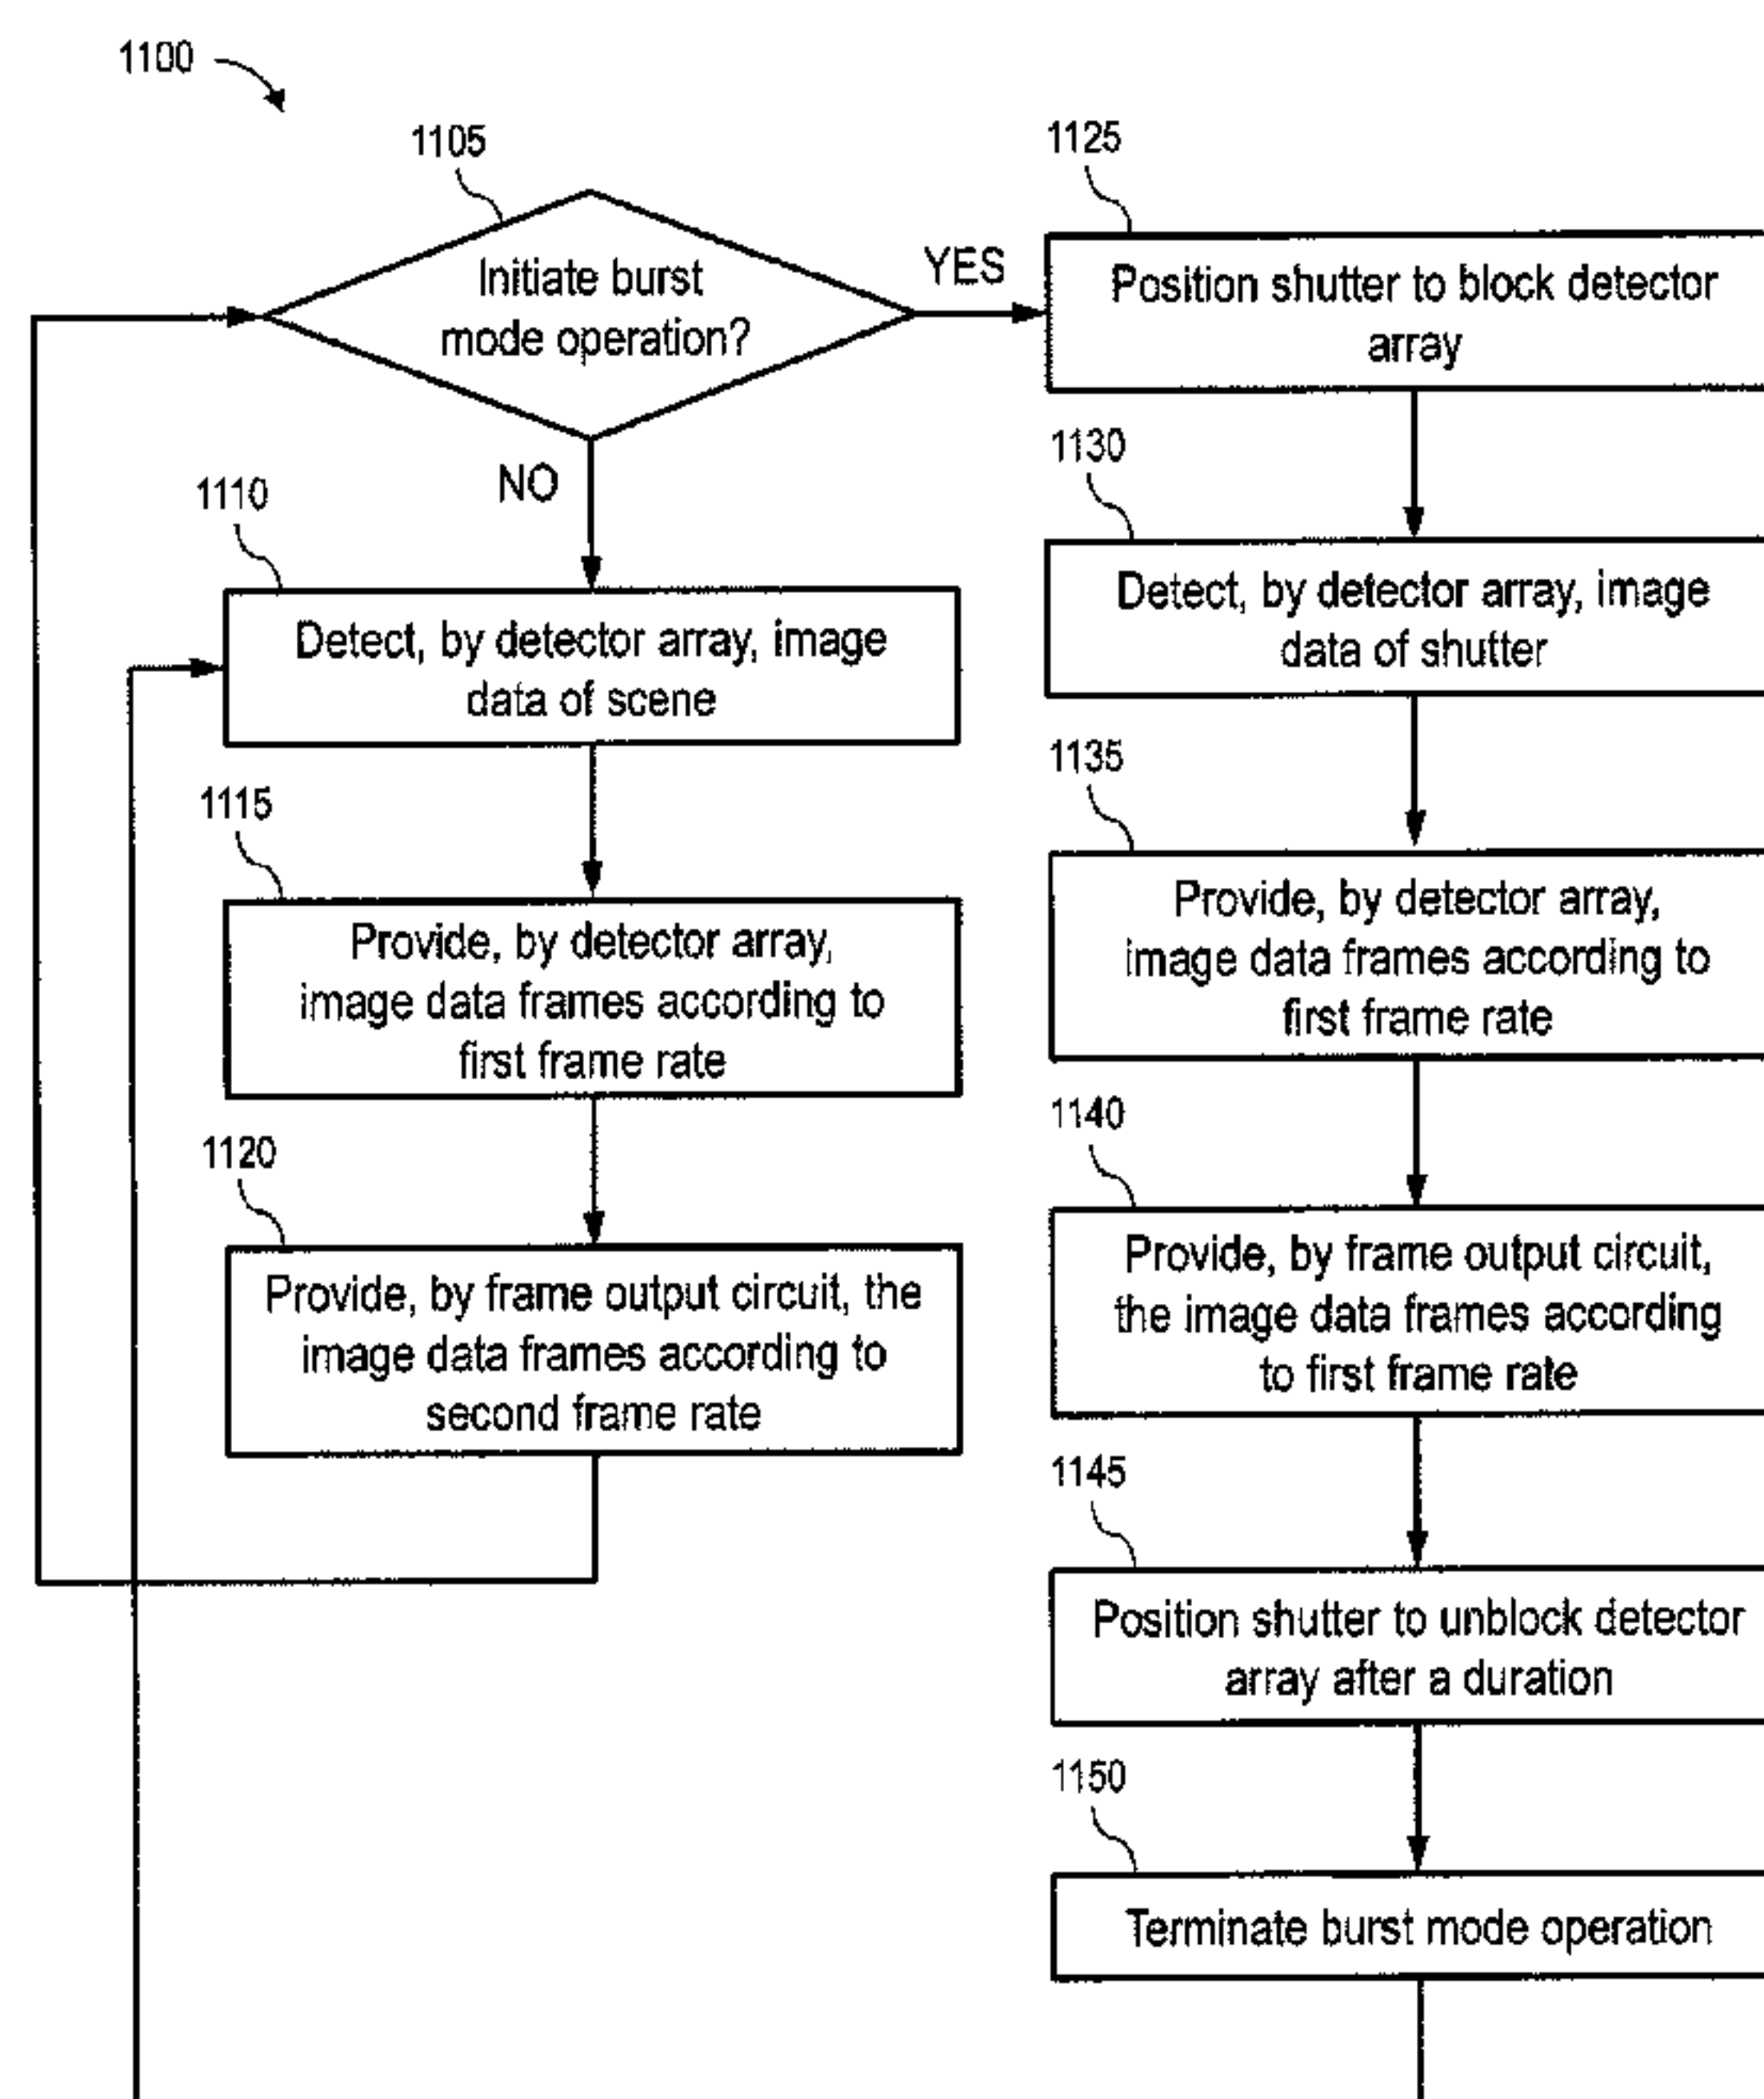 1100
1105
Initiate burst
mode operation?
YES
NO
1110
Detect, by detector array, image
data of scene
1115
Provide, by detector array,
image data frames according to
first frame rate
1120
Provide, by frame output circuit, the
image data frames according to
second frame rate
1125
Position shutter to block detector
array
1130
Detect, by detector array, image
data of shutter
1135
Provide, by detector array,
image data frames according to
first frame rate
1140
Provide, by frame output circuit,
the image data frames according
to first frame rate
1145
Position shutter to unblock detector
array after a duration
1150
Terminate burst mode operation